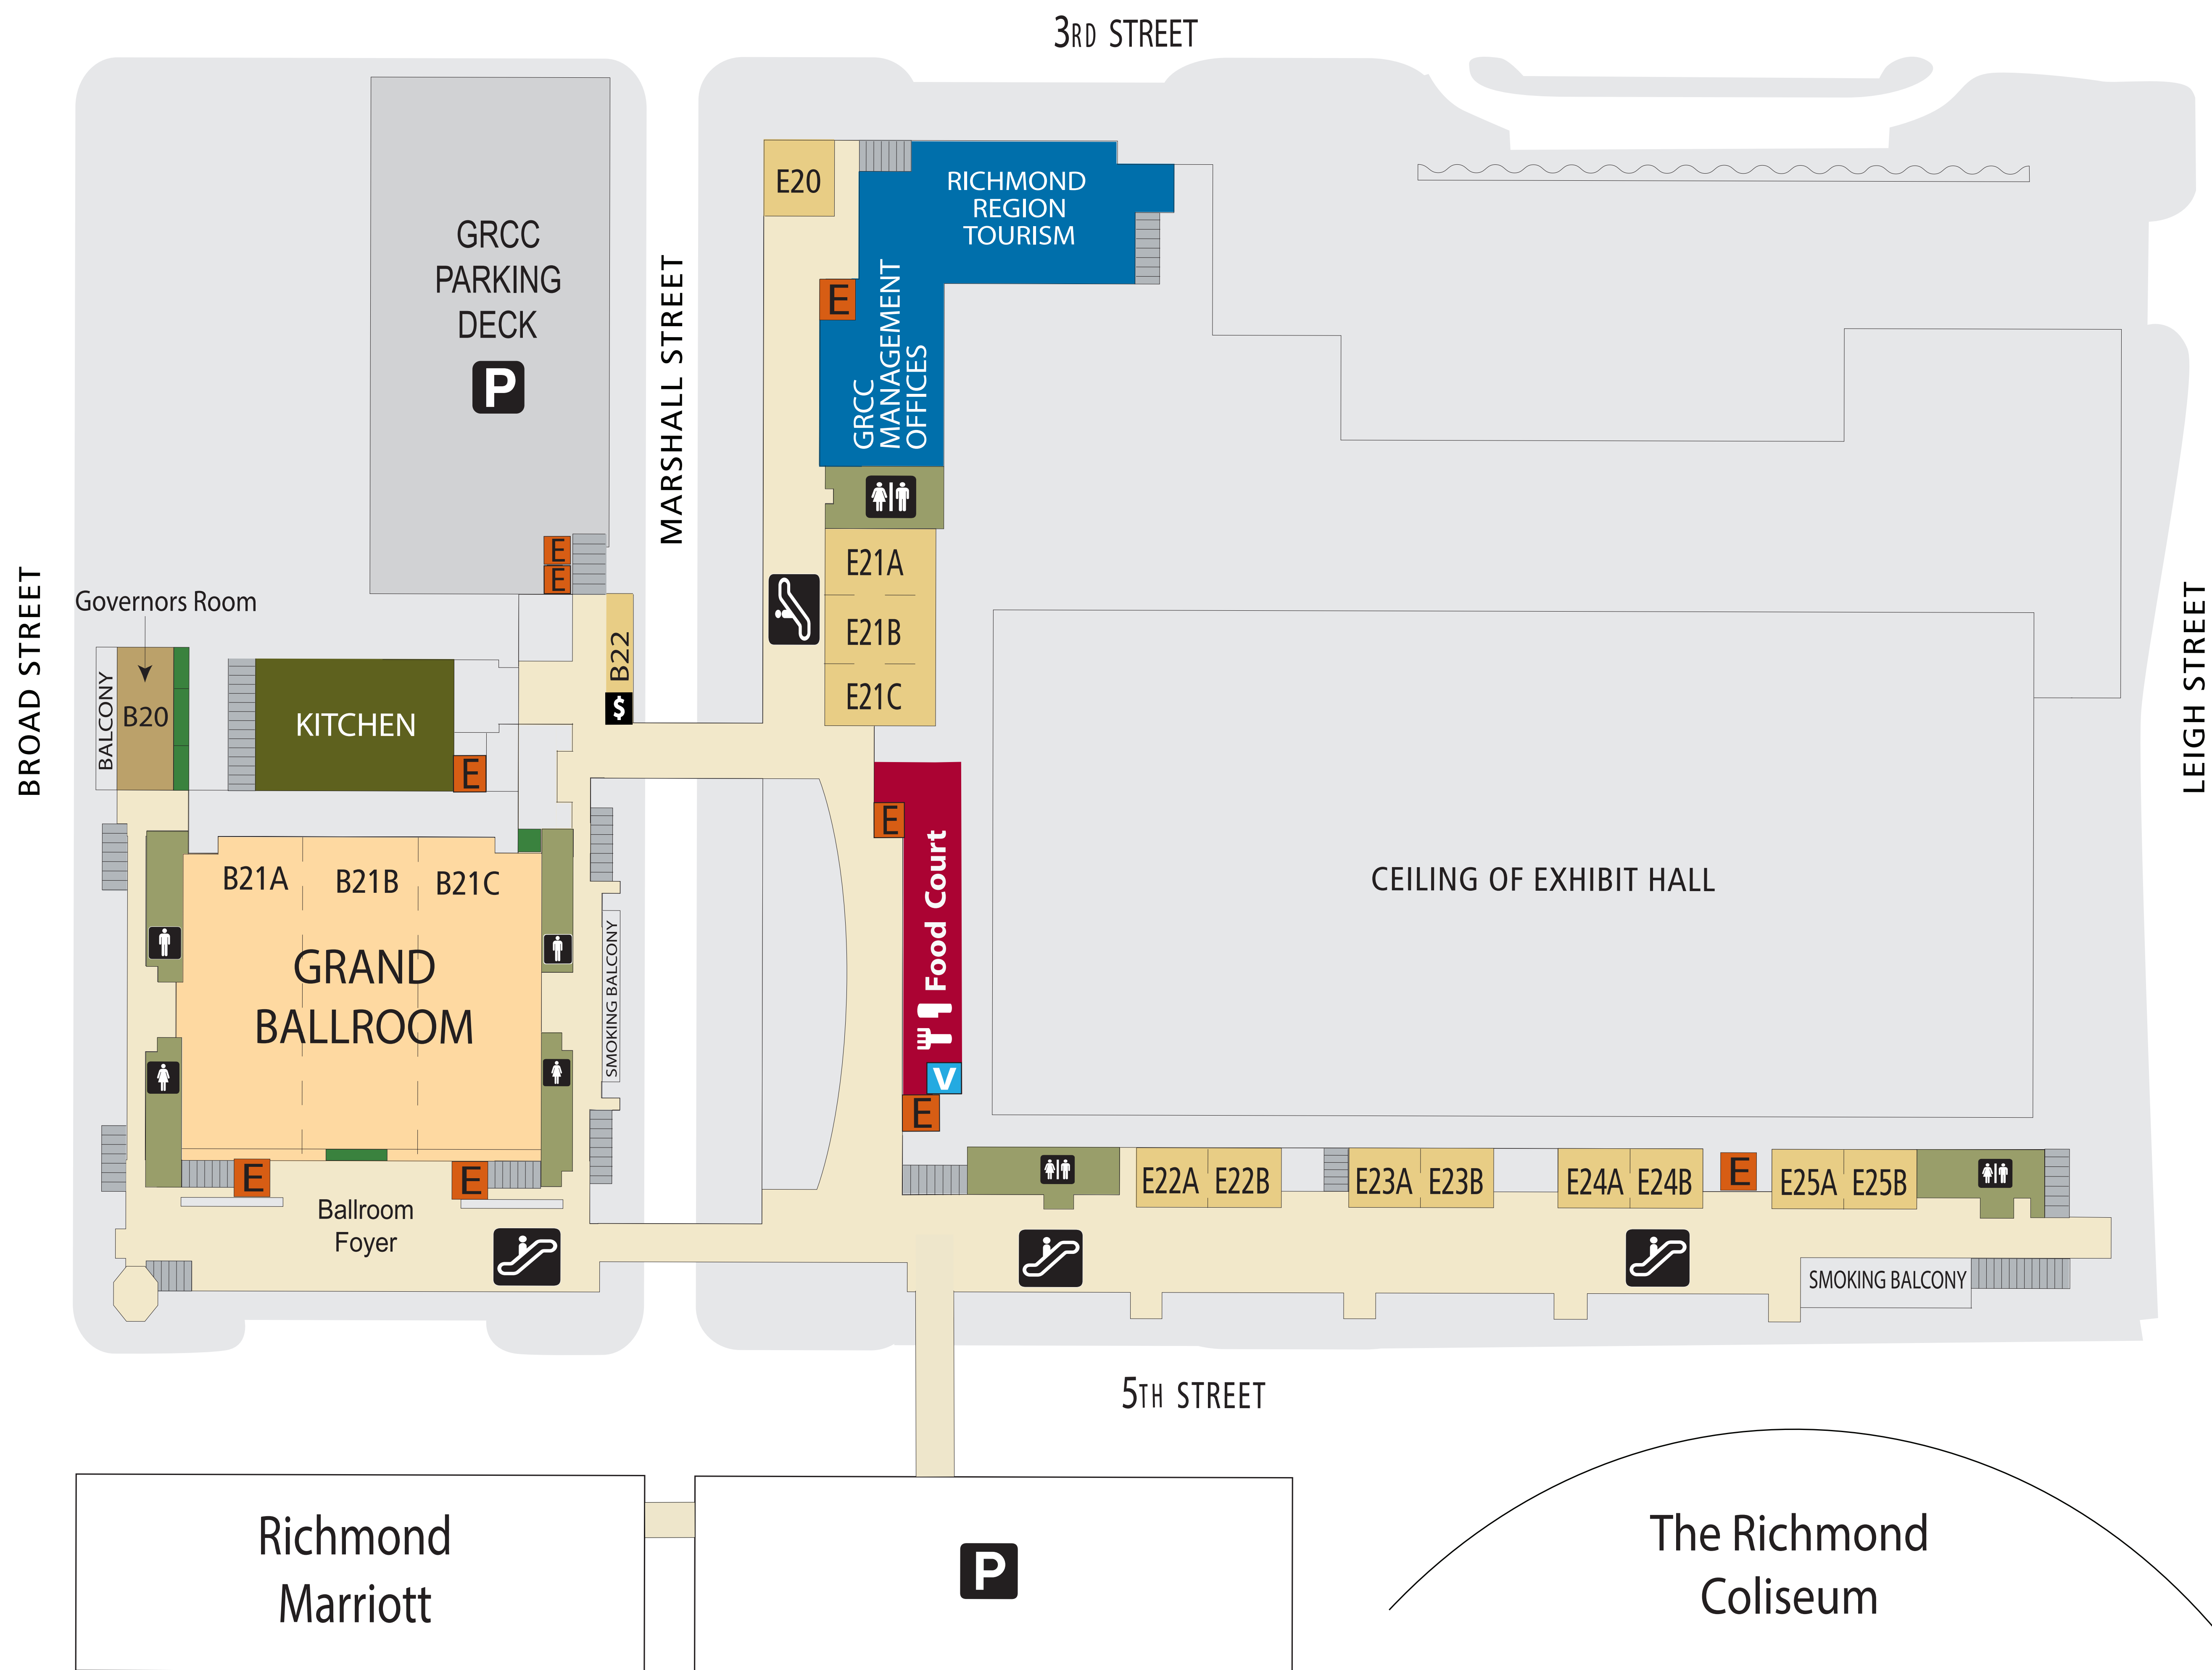 3RD STREET
E20
RICHMOND
REGION
TOURISM
GRCC
PARKING
DECK
P
MARSHALL STREET
E
GRCC
MANAGEMENT
OFFICES
E
E
E21A
E21B
E21C
BROAD STREET
LEIGH STREET
Governors Room
B22
$
BALCONY
B20
KITCHEN
E
E
Food Court
V
E
B21A
B21B
B21C
GRAND
BALLROOM
SMOKING BALCONY
CEILING OF EXHIBIT HALL
E
E
Ballroom
Foyer
E22A
E22B
E23A
E23B
E24A
E24B
E
E25A
E25B
SMOKING BALCONY
5TH STREET
Richmond
Marriott
P
The Richmond
Coliseum